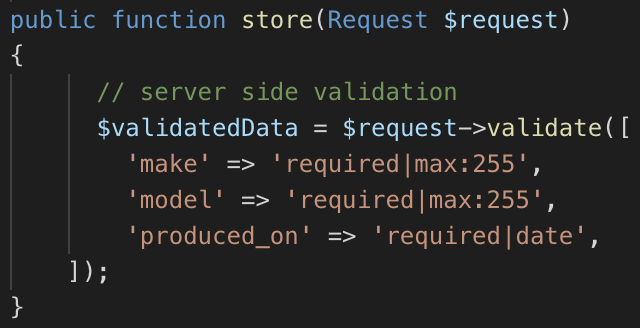 public function store(Request $request)
{
// server side validation
$validatedData = $request->validate([
'make' => 'required|max:255',
'model' => 'required|max:255',
'produced_on' => 'required|date',
]);
}